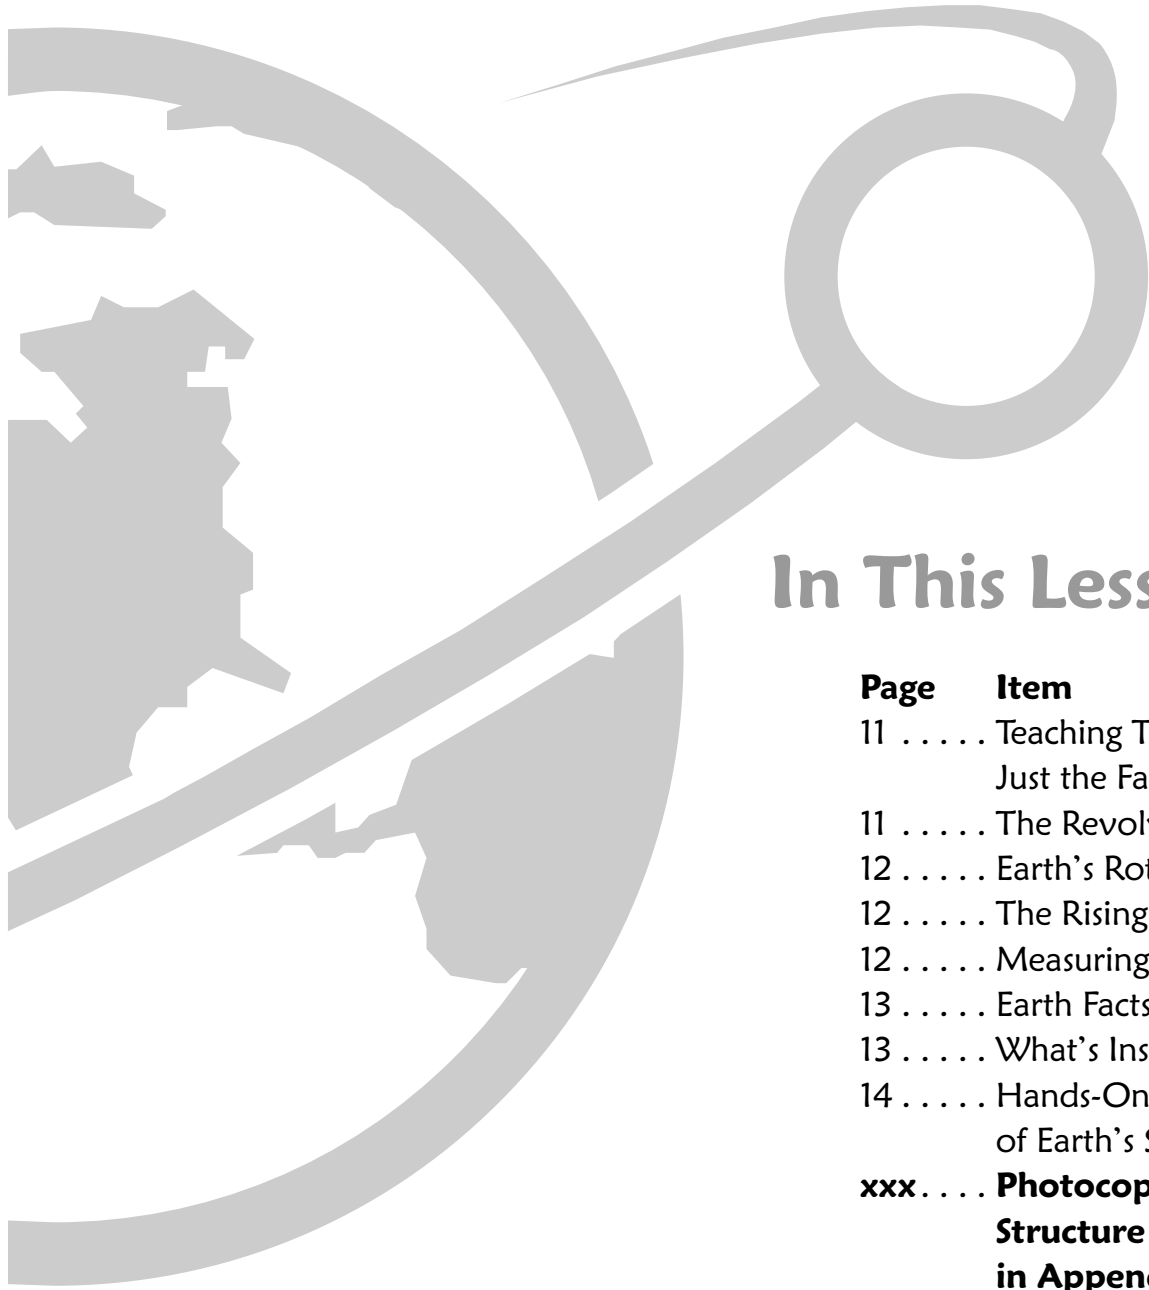 In This Less
Page Item
11 ..... Teaching T
Just the Fa
11 ..... The Revol
12 ..... Earth's Rot
12 ..... The Rising
12 ..... Measuring
13 ..... Earth Facts
13 ..... What's Ins
14 ..... Hands-On
of Earth's S
xxx.... Photocop
Structure
in Appen